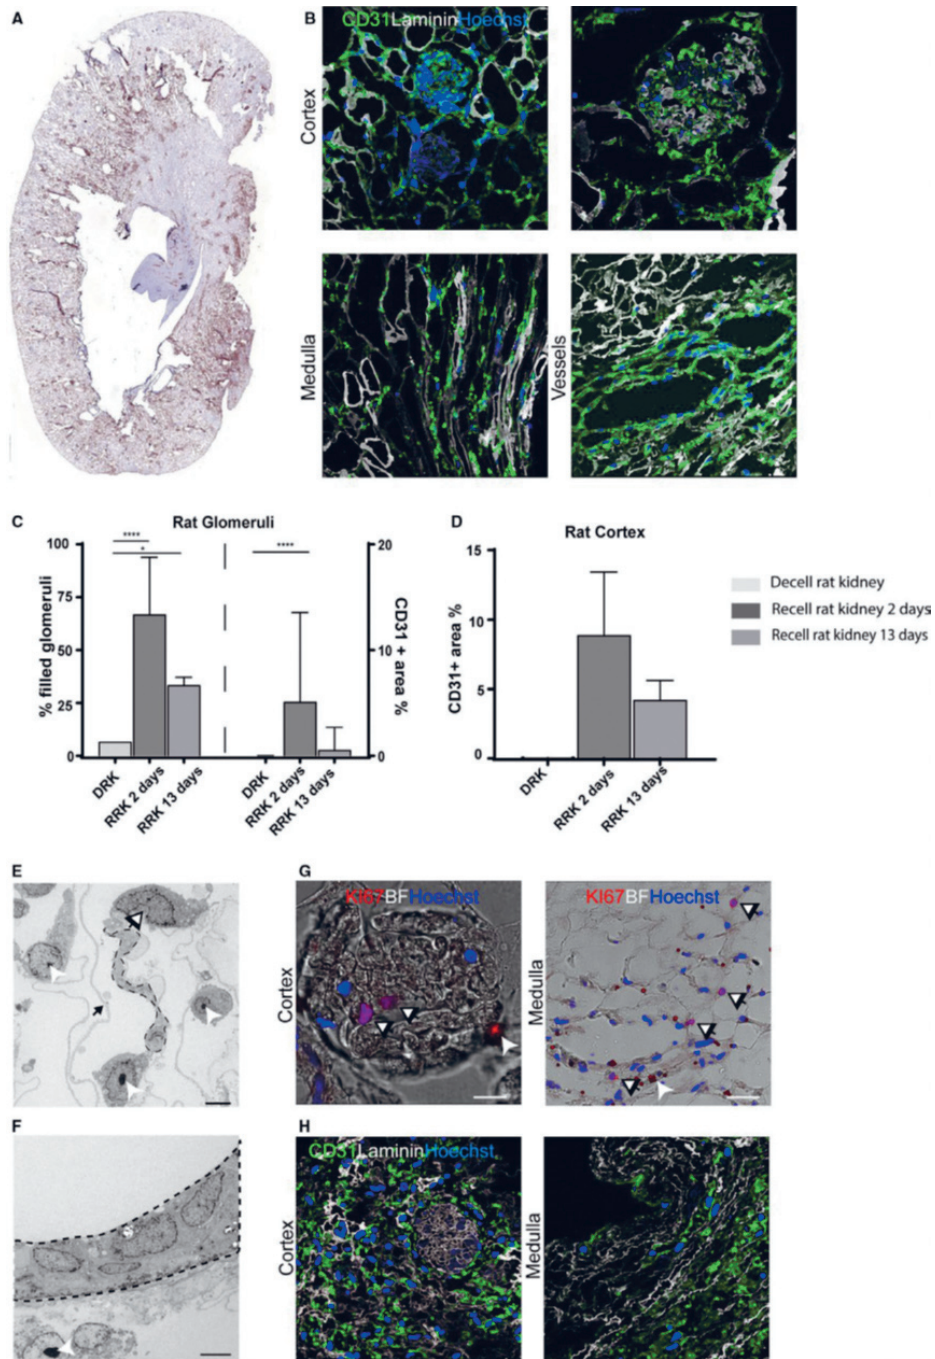 A
B
CD31LamininHoechst
Cortex
Medulla
Vessels
C
Rat Glomeruli
****
*
****
% filled glomeruli
100
75
50
25
0
20
10
0
CD31 + area %
DRK
RRK 2 days
RRK 13 days
DRK
RRK 2 days
RRK 13 days
D
Rat Cortex
CD31+ area %
15
10
5
0
DRK
RRK 2 days
RRK 13 days
Decell rat kidney
Recell rat kidney 2 days
Recell rat kidney 13 days
E
G
KI67BFHoechst
KI67BFHoechst
Cortex
Medulla
F
H
CD31LamininHoechst
Cortex
Medulla